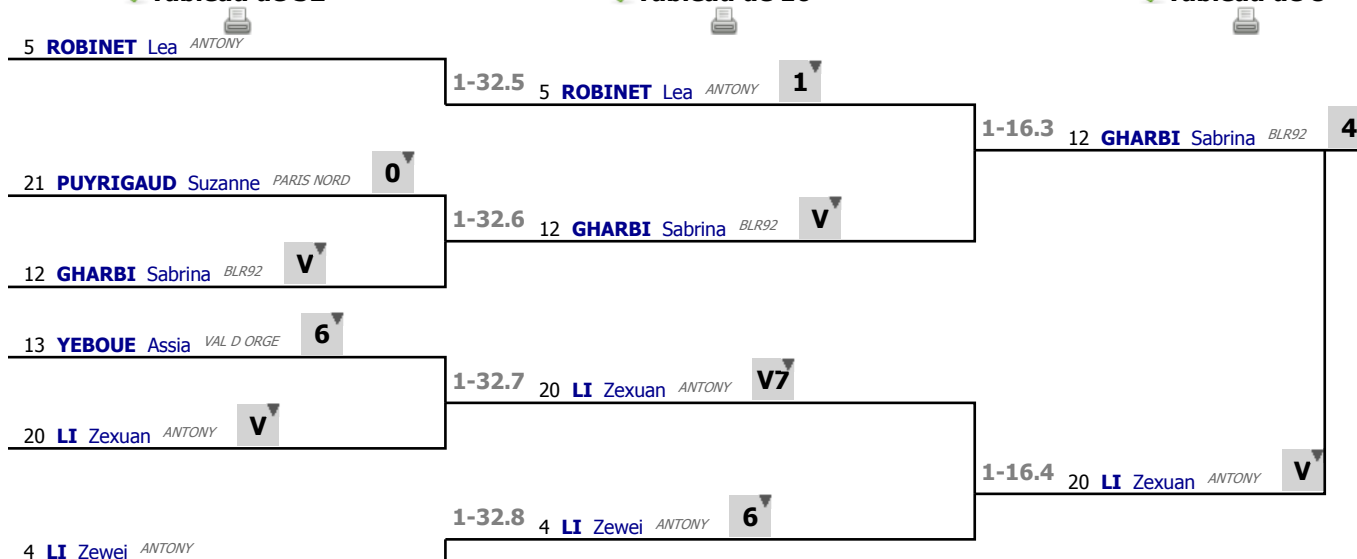 5 ROBINET Lea ANTONY
1-32.5 5 ROBINET Lea ANTONY 1
1-16.3 12 GHARBI Sabrina BLR92 4
21 PUYRIGAUD Suzanne PARIS NORD 0
1-32.6 12 GHARBI Sabrina BLR92 V
12 GHARBI Sabrina BLR92 V
13 YEBOUE Assia VAL D ORGE 6
1-32.7 20 LI Zexuan ANTONY V7
20 LI Zexuan ANTONY V
1-16.4 20 LI Zexuan ANTONY V
1-32.8 4 LI Zewei ANTONY 6
4 LI Zewei ANTONY